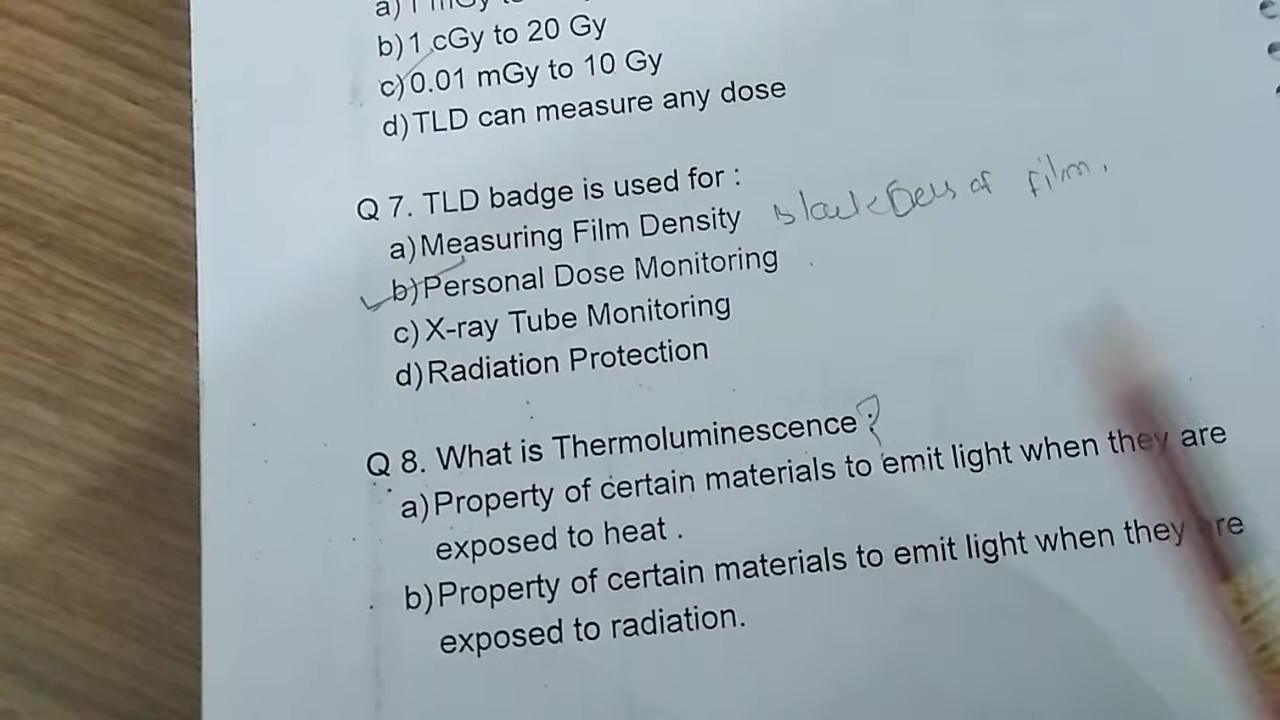 b) 1 cGy to 20 Gy
c) 0.01 mGy to 10 Gy
d) TLD can measure any dose
Q 7. TLD badge is used for :
a) Measuring Film Density
of film.
b) Personal Dose Monitoring
c) X-ray Tube Monitoring
d) Radiation Protection
Q 8. What is Thermoluminescence?
a) Property of certain materials to emit light when they are
exposed to heat .
b) Property of certain materials to emit light when they
exposed to radiation.